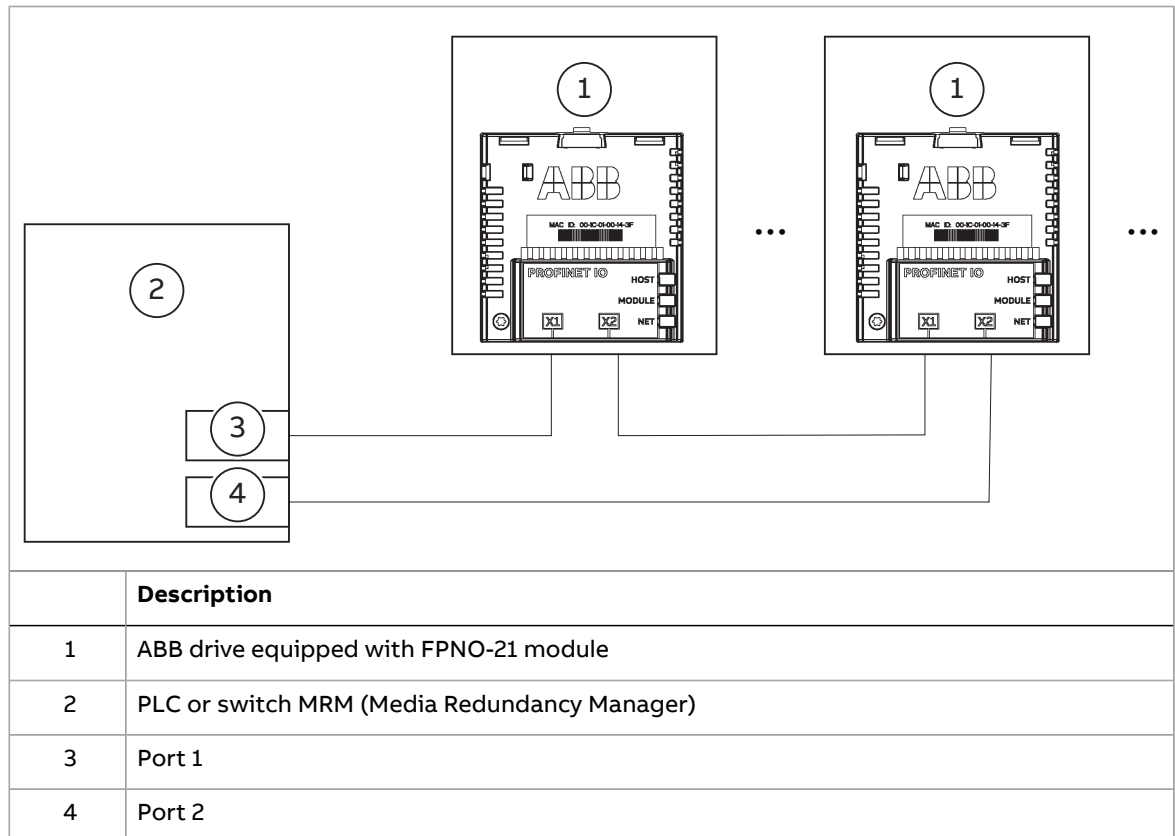 1
1
ABB
ABB
MAC ID: 00-1C-01-00-14-3F
MAC ID: 00-1C-01-00-14-3F
...
...
PROFINET IO
HOST
MODULE
X1
X2
NET
PROFINET IO
HOST
MODULE
X1
X2
NET
2
3
4
Description
1 ABB drive equipped with FPNO-21 module
2 PLC or switch MRM (Media Redundancy Manager)
3 Port 1
4 Port 2